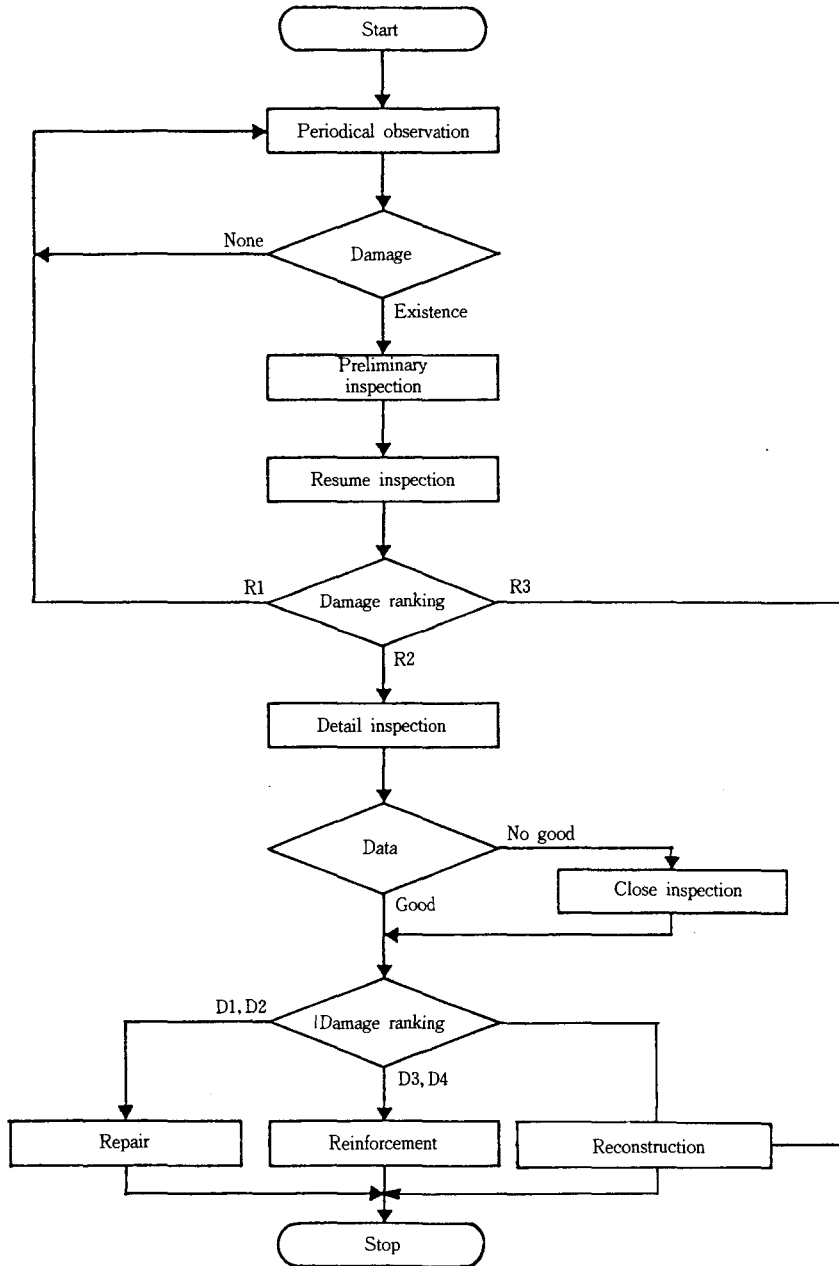 Start
Periodical observation
None
Damage
Existence
Preliminary
inspection
Resume inspection
R1
Damage ranking
R3
R2
Detail inspection
Data
No good
Close inspection
Good
D1, D2
Damage ranking
D3, D4
Repair
Reinforcement
Reconstruction
Stop